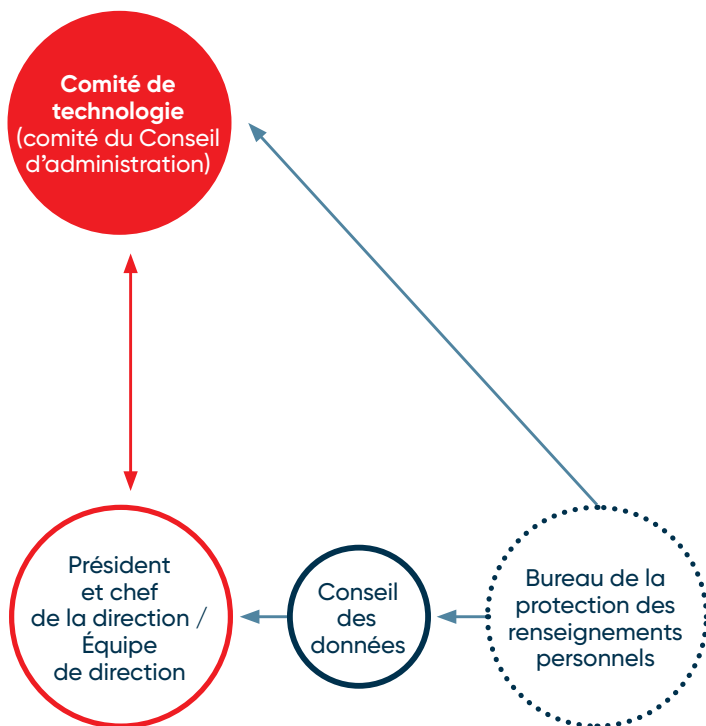 Comité de
technologie
(comité du Conseil
d'administration)
Président
et chef
de la direction /
Équipe
de direction
Conseil
des
données
Bureau de la
protection des
renseignements
personnels